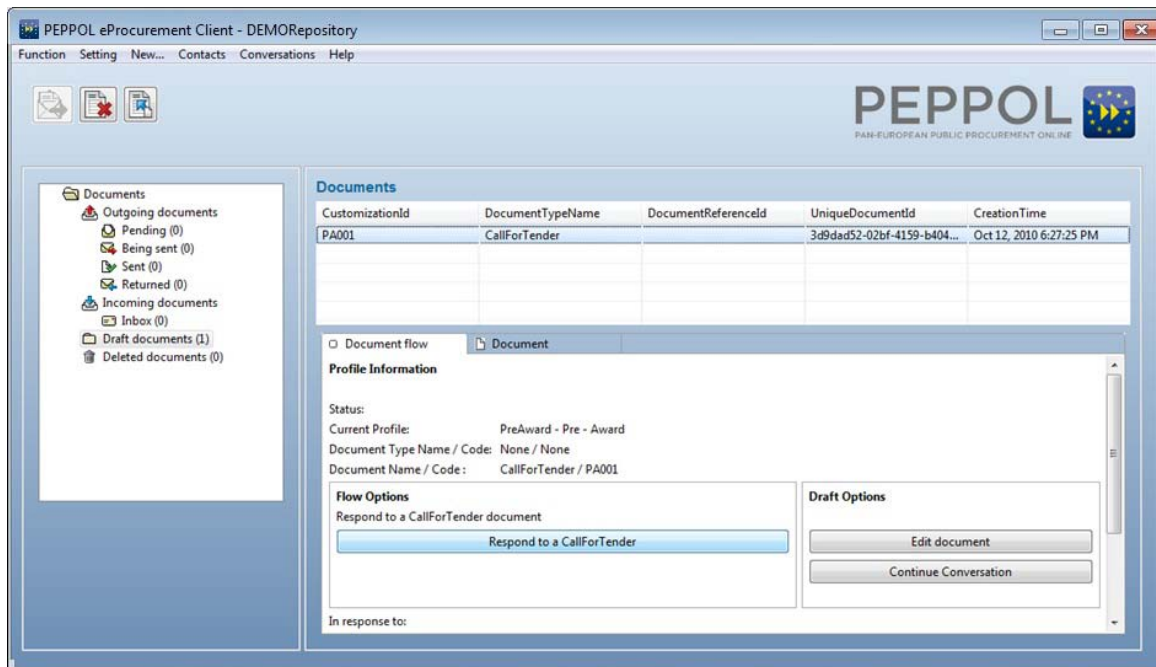 PEPPOL eProcurement Client - DEMORepository
Function Setting New... Contacts Conversations Help
PEPPOL
PAN-EUROPEAN PUBLIC PROCUREMENT ONLINE
Documents
Outgoing documents
Pending (0)
Being sent (0)
Sent (0)
Returned (0)
Incoming documents
Inbox (0)
Draft documents (1)
Deleted documents (0)
Documents
CustomizationId DocumentTypeName DocumentReferenceId UniqueDocumentId CreationTime
PA001 CallForTender 3d9dad52-02bf-4159-b404... Oct 12, 2010 6:27:25 PM
Document flow Document
Profile Information
Status:
Current Profile: PreAward - Pre - Award
Document Type Name / Code: None / None
Document Name / Code : CallForTender / PA001
Flow Options
Respond to a CallForTender document
Respond to a CallForTender
Draft Options
Edit document
Continue Conversation
In response to: